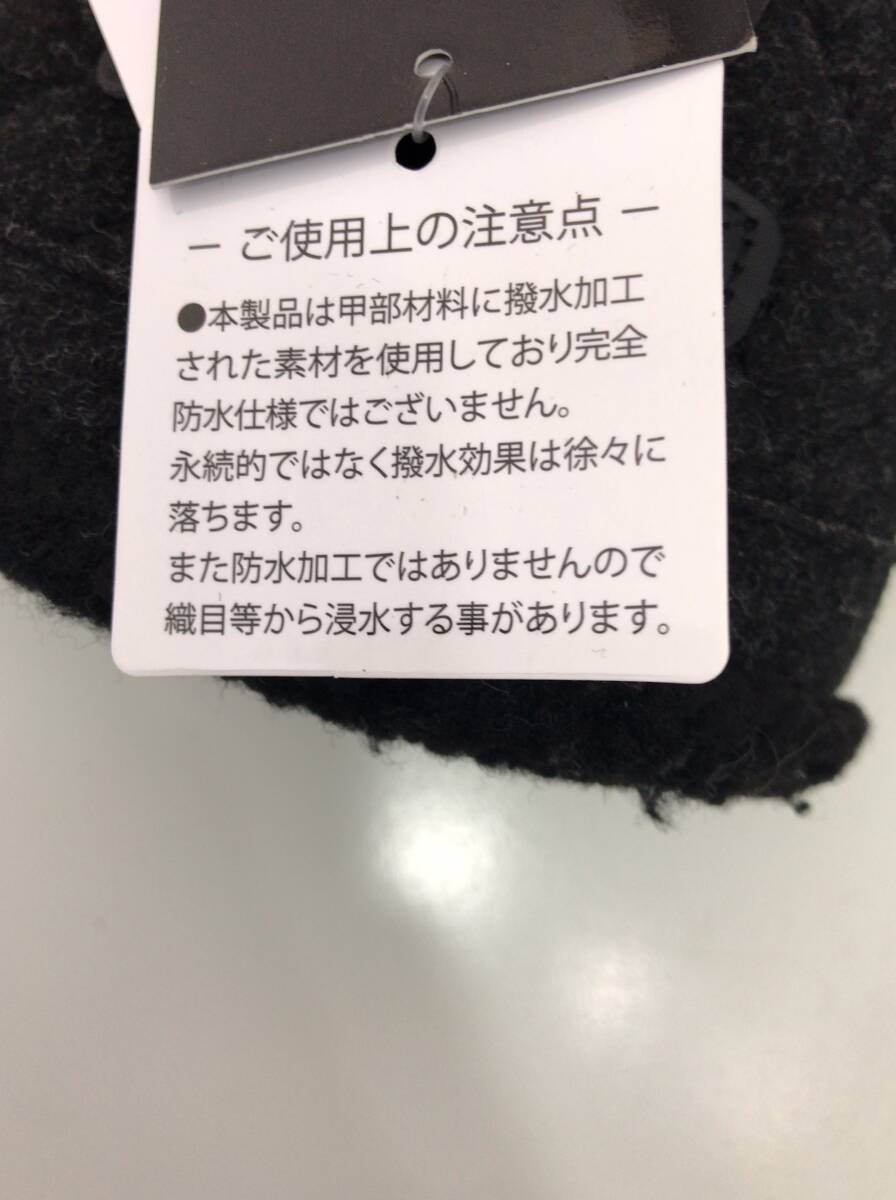 － ご使用上の注意点 －
●本製品は甲部材料に撥水加工
された素材を使用しており完全
防水仕様ではございません。
永続的ではなく撥水効果は徐々に
落ちます。
また防水加工ではありませんので
織目等から浸水する事があります。